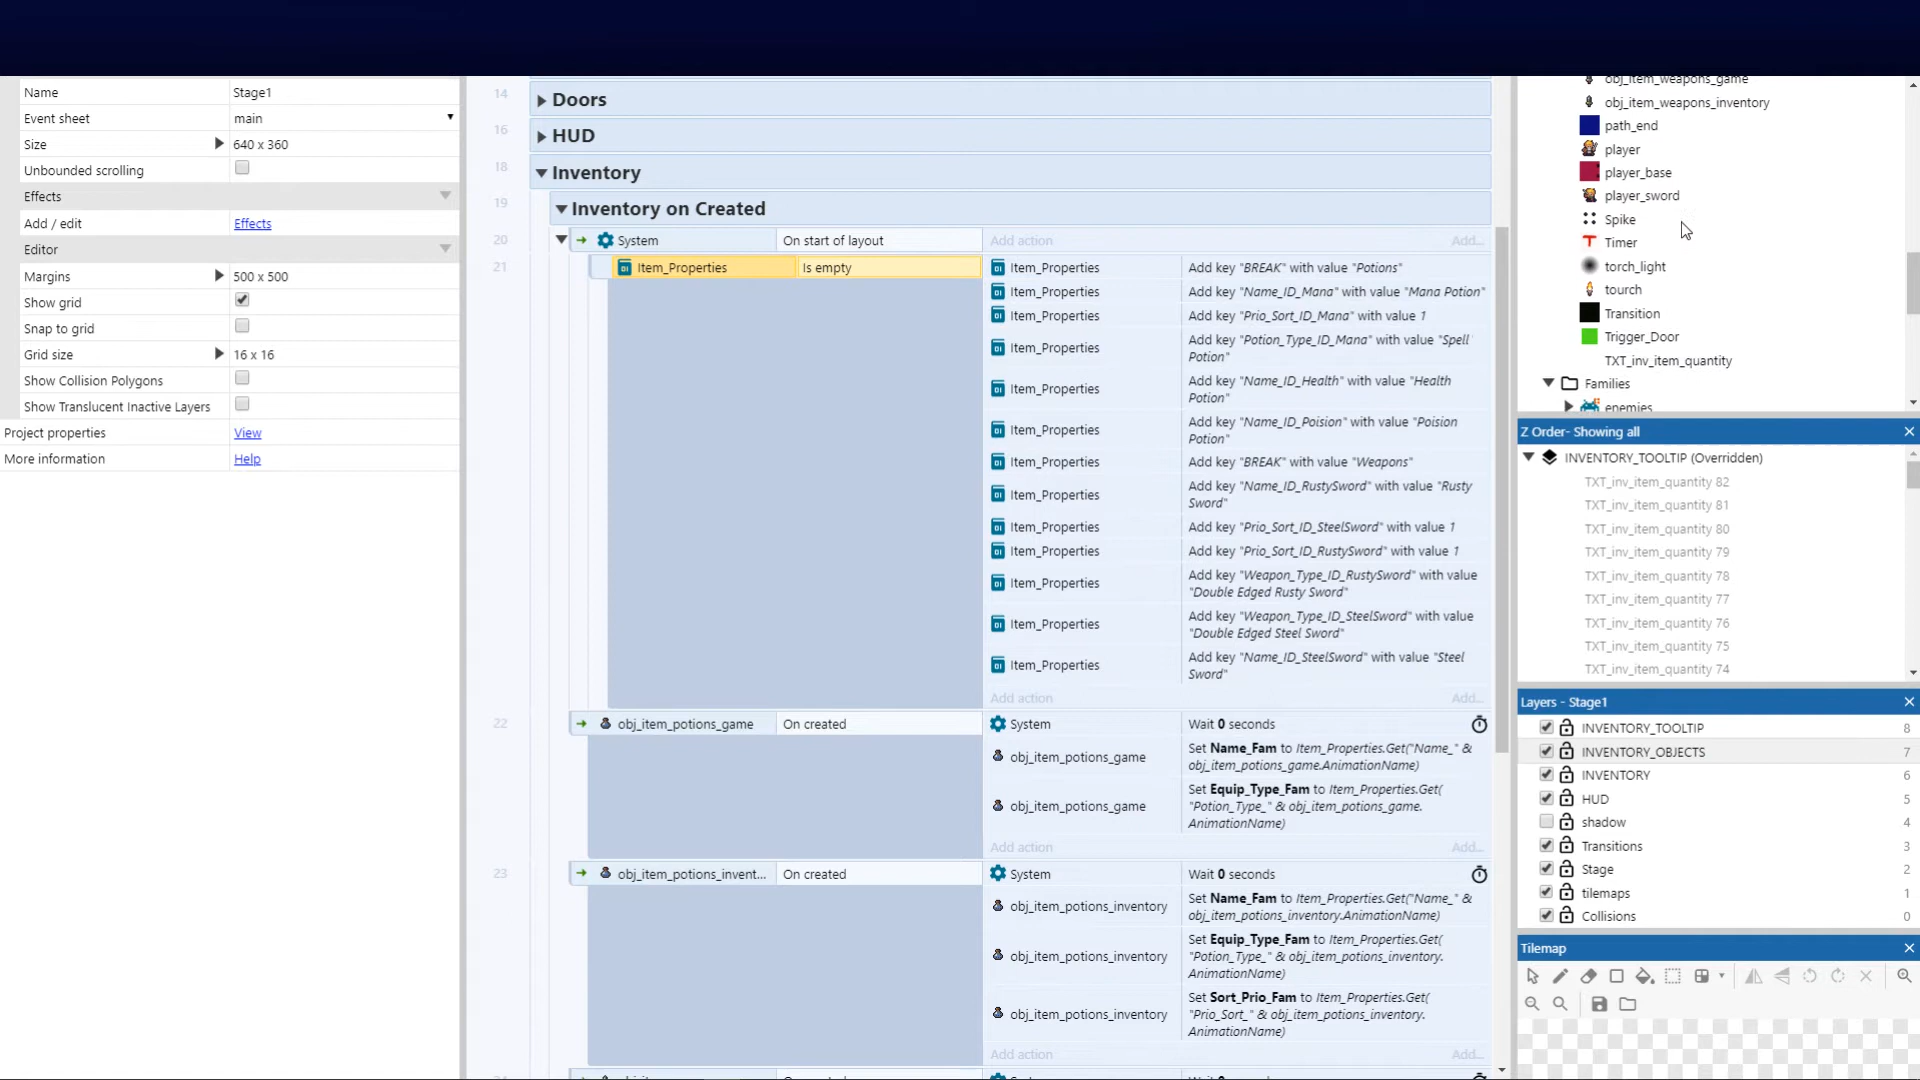 Name Stage1
Event sheet main
Size 640 x 360
Unbounded scrolling
Effects
Add / edit Effects
Editor
Margins 500 x 500
Show grid
Snap to grid
Grid size 16 x 16
Show Collision Polygons
Show Translucent Inactive Layers
Project properties View
More information Help
14 Doors
16 HUD
18 Inventory
19 Inventory on Created
20 System On start of layout Add action Add...
21 Item_Properties Is empty
Item_Properties Add key "BREAK" with value "Potions"
Item_Properties Add key "Name_ID_Mana" with value "Mana Potion"
Item_Properties Add key "Prio_Sort_ID_Mana" with value 1
Item_Properties Add key "Potion_Type_ID_Mana" with value "Spell
Potion"
Item_Properties Add key "Name_ID_Health" with value "Health
Potion"
Item_Properties Add key "Name_ID_Poision" with value "Poision
Potion"
Item_Properties Add key "BREAK" with value "Weapons"
Item_Properties Add key "Name_ID_RustySword" with value "Rusty
Sword"
Item_Properties Add key "Prio_Sort_ID_SteelSword" with value 1
Item_Properties Add key "Prio_Sort_ID_RustySword" with value 1
Item_Properties Add key "Weapon_Type_ID_RustySword" with value
"Double Edged Rusty Sword"
Item_Properties Add key "Weapon_Type_ID_SteelSword" with value
"Double Edged Steel Sword"
Item_Properties Add key "Name_ID_SteelSword" with value "Steel
Sword"
Add action Add...
22 obj_item_potions_game On created
System Wait 0 seconds
obj_item_potions_game Set Name_Fam to Item_Properties.Get("Name_" &
obj_item_potions_game.AnimationName)
obj_item_potions_game Set Equip_Type_Fam to Item_Properties.Get(
"Potion_Type_" & obj_item_potions_game.
AnimationName)
Add action Add...
23 obj_item_potions_invent... On created
System Wait 0 seconds
obj_item_potions_inventory Set Name_Fam to Item_Properties.Get("Name_" &
obj_item_potions_inventory.AnimationName)
obj_item_potions_inventory Set Equip_Type_Fam to Item_Properties.Get(
"Potion_Type_" & obj_item_potions_inventory.
AnimationName)
obj_item_potions_inventory Set Sort_Prio_Fam to Item_Properties.Get(
"Prio_Sort_" & obj_item_potions_inventory.
AnimationName)
Add action Add...
obj_item_weapons_game
obj_item_weapons_inventory
path_end
player
player_base
player_sword
Spike
Timer
torch_light
tourch
Transition
Trigger_Door
TXT_inv_item_quantity
Families
enemies
Z Order- Showing all
INVENTORY_TOOLTIP (Overridden)
TXT_inv_item_quantity 82
TXT_inv_item_quantity 81
TXT_inv_item_quantity 80
TXT_inv_item_quantity 79
TXT_inv_item_quantity 78
TXT_inv_item_quantity 77
TXT_inv_item_quantity 76
TXT_inv_item_quantity 75
TXT_inv_item_quantity 74
Layers - Stage1
INVENTORY_TOOLTIP 8
INVENTORY_OBJECTS 7
INVENTORY 6
HUD 5
shadow 4
Transitions 3
Stage 2
tilemaps 1
Collisions 0
Tilemap